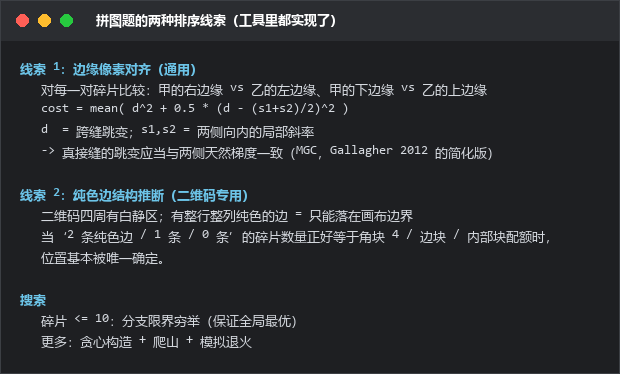 拼图题的两种排序线索（工具里都实现了）
线索 1：边缘像素对齐（通用）
对每一对碎片比较：甲的右边缘 vs 乙的左边缘、甲的下边缘 vs 乙的上边缘
cost = mean( d^2 + 0.5 * (d - (s1+s2)/2)^2 )
d = 跨缝跳变；s1,s2 = 两侧向内的局部斜率
-> 真接缝的跳变应当与两侧天然梯度一致（MGC，Gallagher 2012 的简化版）
线索 2：纯色边结构推断（二维码专用）
二维码四周有白静区；有整行整列纯色的边 = 只能落在画布边界
当‘2 条纯色边 / 1 条 / 0 条’的碎片数量正好等于角块 4 / 边块 / 内部块配额时，
位置基本被唯一确定。
搜索
碎片 <= 10：分支限界穷举（保证全局最优）
更多：贪心构造 + 爬山 + 模拟退火